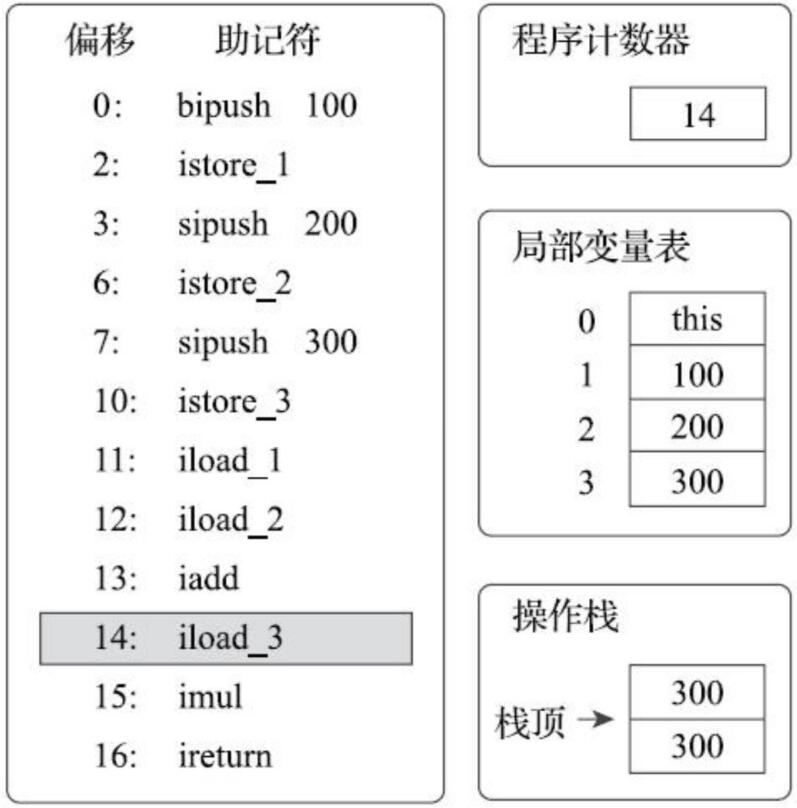 偏移 助记符
0: bipush 100
2: istore_1
3: sipush 200
6: istore_2
7: sipush 300
10: istore_3
11: iload_1
12: iload_2
13: iadd
14: iload_3
15: imul
16: ireturn
程序计数器
14
局部变量表
0 this
1 100
2 200
3 300
操作栈
300
栈顶
300